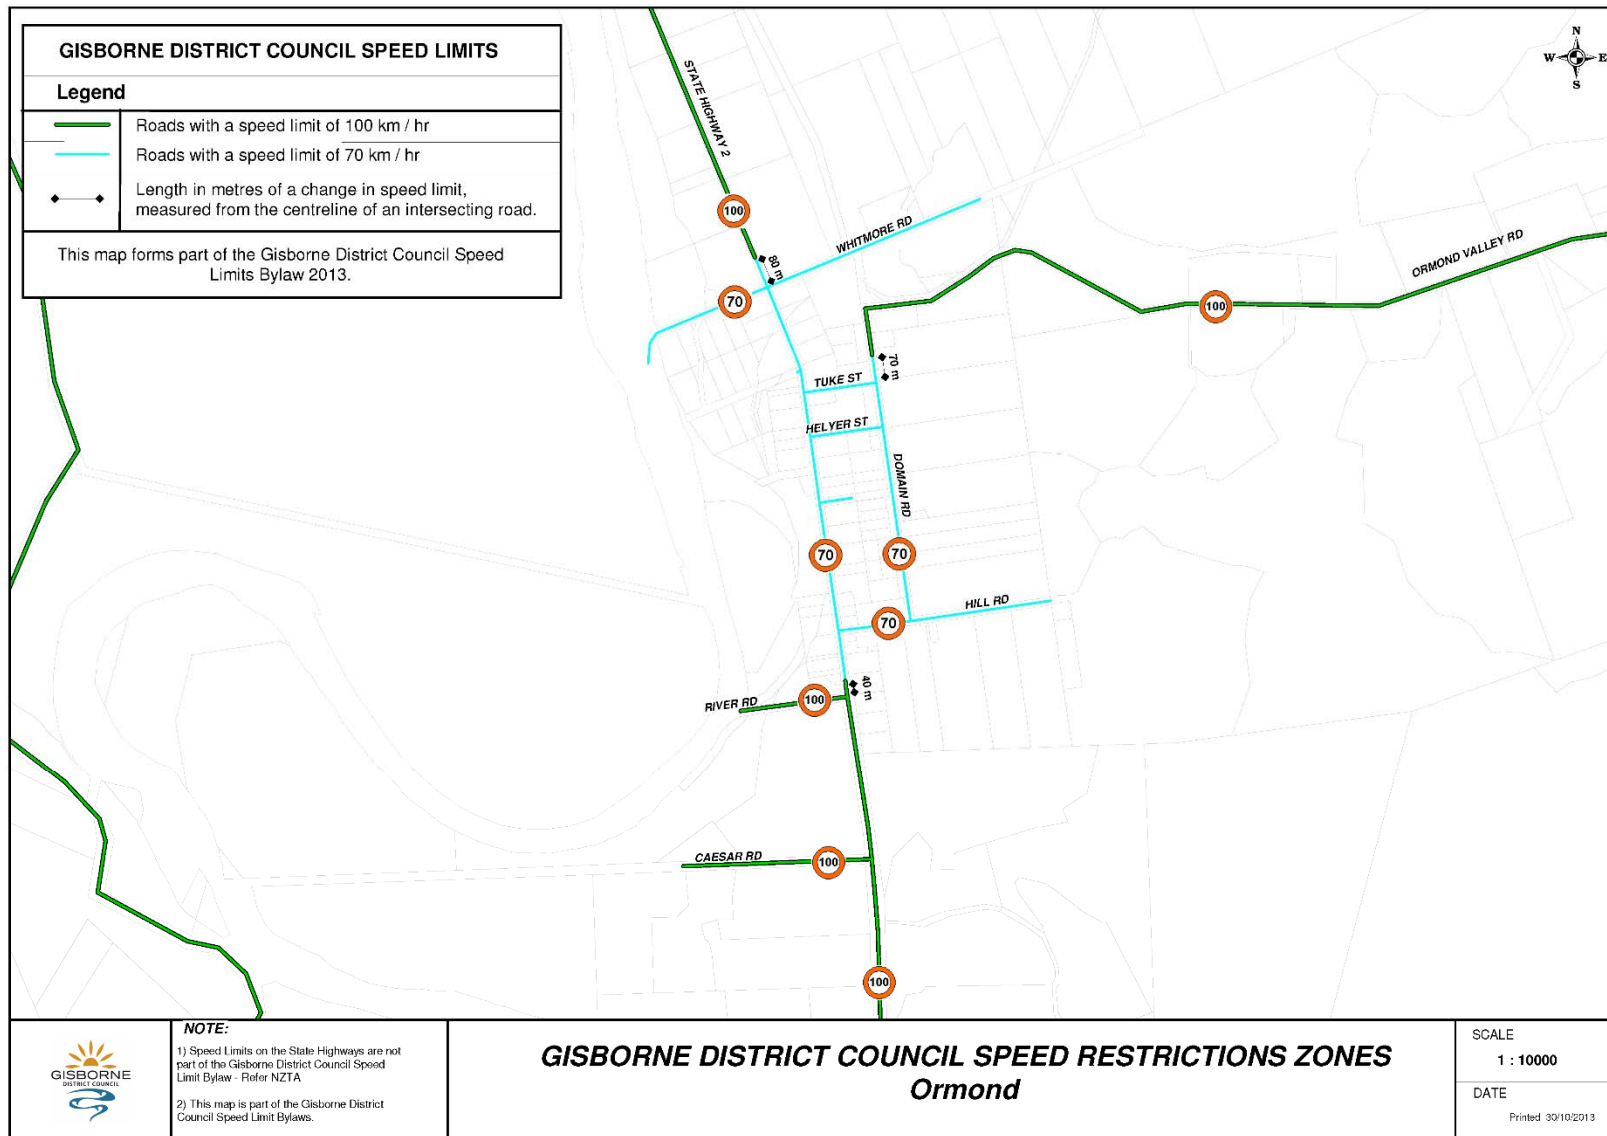 GISBORNE DISTRICT COUNCIL SPEED LIMITS
Legend
Roads with a speed limit of 100 km / hr
Roads with a speed limit of 70 km / hr
Length in metres of a change in speed limit,
measured from the centreline of an intersecting road.
This map forms part of the Gisborne District Council Speed
Limits Bylaw 2013.
N
W E
S
STATE HIGHWAY 2
100
WHITMORE RD
80 m
70
ORMOND VALLEY RD
100
70 m
TUKE ST
HELYER ST
DOMAIN RD
70
70
HILL RD
70
40 m
RIVER RD
100
CAESAR RD
100
100
GISBORNE
DISTRICT COUNCIL
NOTE:
1) Speed Limits on the State Highways are not
part of the Gisborne District Council Speed
Limit Bylaw - Refer NZTA
2) This map is part of the Gisborne District
Council Speed Limit Bylaws.
GISBORNE DISTRICT COUNCIL SPEED RESTRICTIONS ZONES
Ormond
SCALE
1 : 10000
DATE
Printed 30/10/2013